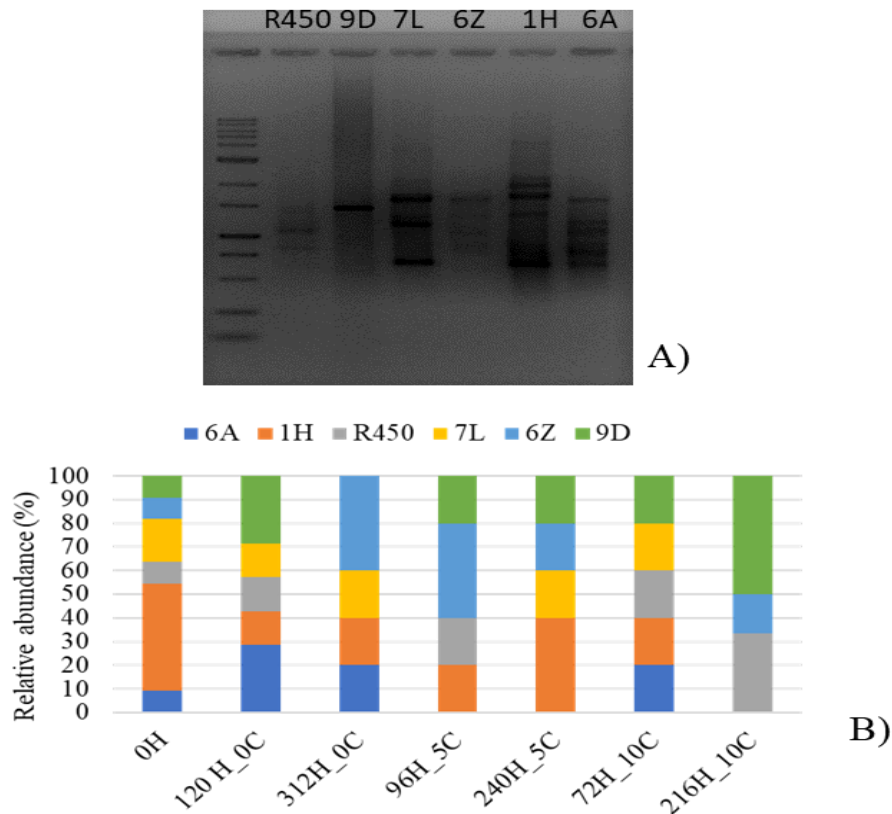 R450 9D 7L 6Z 1H 6A
A)
6A 1H R450 7L 6Z 9D
Relative abundance (%)
100
90
80
70
60
50
40
30
20
10
0
0H 120 H_0C 312H_0C 96H_5C 240H_5C 72H_10C 216H_10C
B)